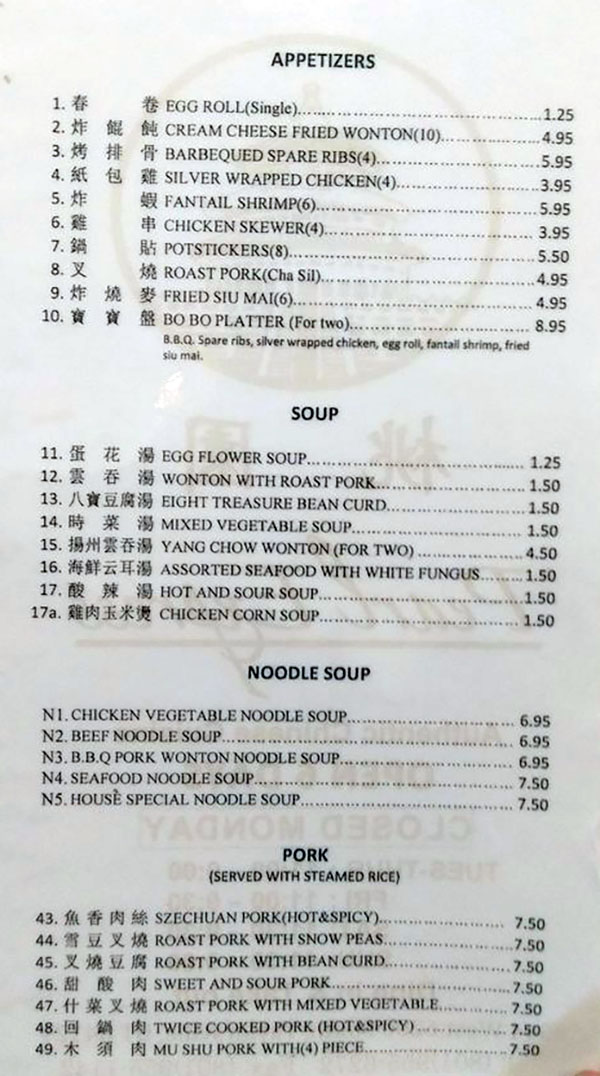 APPETIZERS
1. 春 卷 EGG ROLL(Single)..................................................1.25
2. 炸 餛 飩 CREAM CHEESE FRIED WONTON(10)......................4.95
3. 烤 排 骨 BARBEQUED SPARE RIBS(4)....................................5.95
4. 紙 包 雞 SILVER WRAPPED CHICKEN(4)................................3.95
5. 炸 蝦 FANTAIL SHRIMP(6)..............................................5.95
6. 雞 串 CHICKEN SKEWER(4)............................................3.95
7. 鍋 貼 POTSTICKERS(8)..................................................5.50
8. 叉 燒 ROAST PORK(Cha Sil)............................................4.95
9. 炸 燒 麥 FRIED SIU MAI(6)................................................4.95
10. 寶 寶 盤 BO BO PLATTER (For two).....................................8.95
B.B.Q. Spare ribs, silver wrapped chicken, egg roll, fantail shrimp, fried
siu mai.
SOUP
11. 蛋 花 湯 EGG FLOWER SOUP............................................1.25
12. 雲 吞 湯 WONTON WITH ROAST PORK................................1.50
13. 八寶豆腐湯 EIGHT TREASURE BEAN CURD..............................1.50
14. 時 菜 湯 MIXED VEGETABLE SOUP....................................1.50
15. 揚州雲吞湯 YANG CHOW WONTON (FOR TWO) ........................4.50
16. 海鮮云耳湯 ASSORTED SEAFOOD WITH WHITE FUNGUS...........1.50
17. 酸 辣 湯 HOT AND SOUR SOUP..........................................1.50
17a. 雞肉玉米燙 CHICKEN CORN SOUP.........................................1.50
NOODLE SOUP
N1. CHICKEN VEGETABLE NOODLE SOUP..............................6.95
N2. BEEF NOODLE SOUP....................................................6.95
N3. B.B.Q PORK WONTON NOODLE SOUP................................6.95
N4. SEAFOOD NOODLE SOUP...............................................7.50
N5. HOUSE SPECIAL NOODLE SOUP.......................................7.50
PORK
(SERVED WITH STEAMED RICE)
43. 魚 香 肉 絲 SZECHUAN PORK(HOT&SPICY)......................... 7.50
44. 雪 豆 叉 燒 ROAST PORK WITH SNOW PEAS..........................7.50
45. 叉 燒 豆 腐 ROAST PORK WITH BEAN CURD.........................7.50
46. 甜 酸 肉 SWEET AND SOUR PORK...................................7.50
47. 什 菜 叉 燒 ROAST PORK WITH MIXED VEGETABLE...............7.50
48. 回 鍋 肉 TWICE COOKED PORK (HOT&SPICY) ...................7.50
49. 木 須 肉 MU SHU PORK WITH(4) PIECE............................7.50